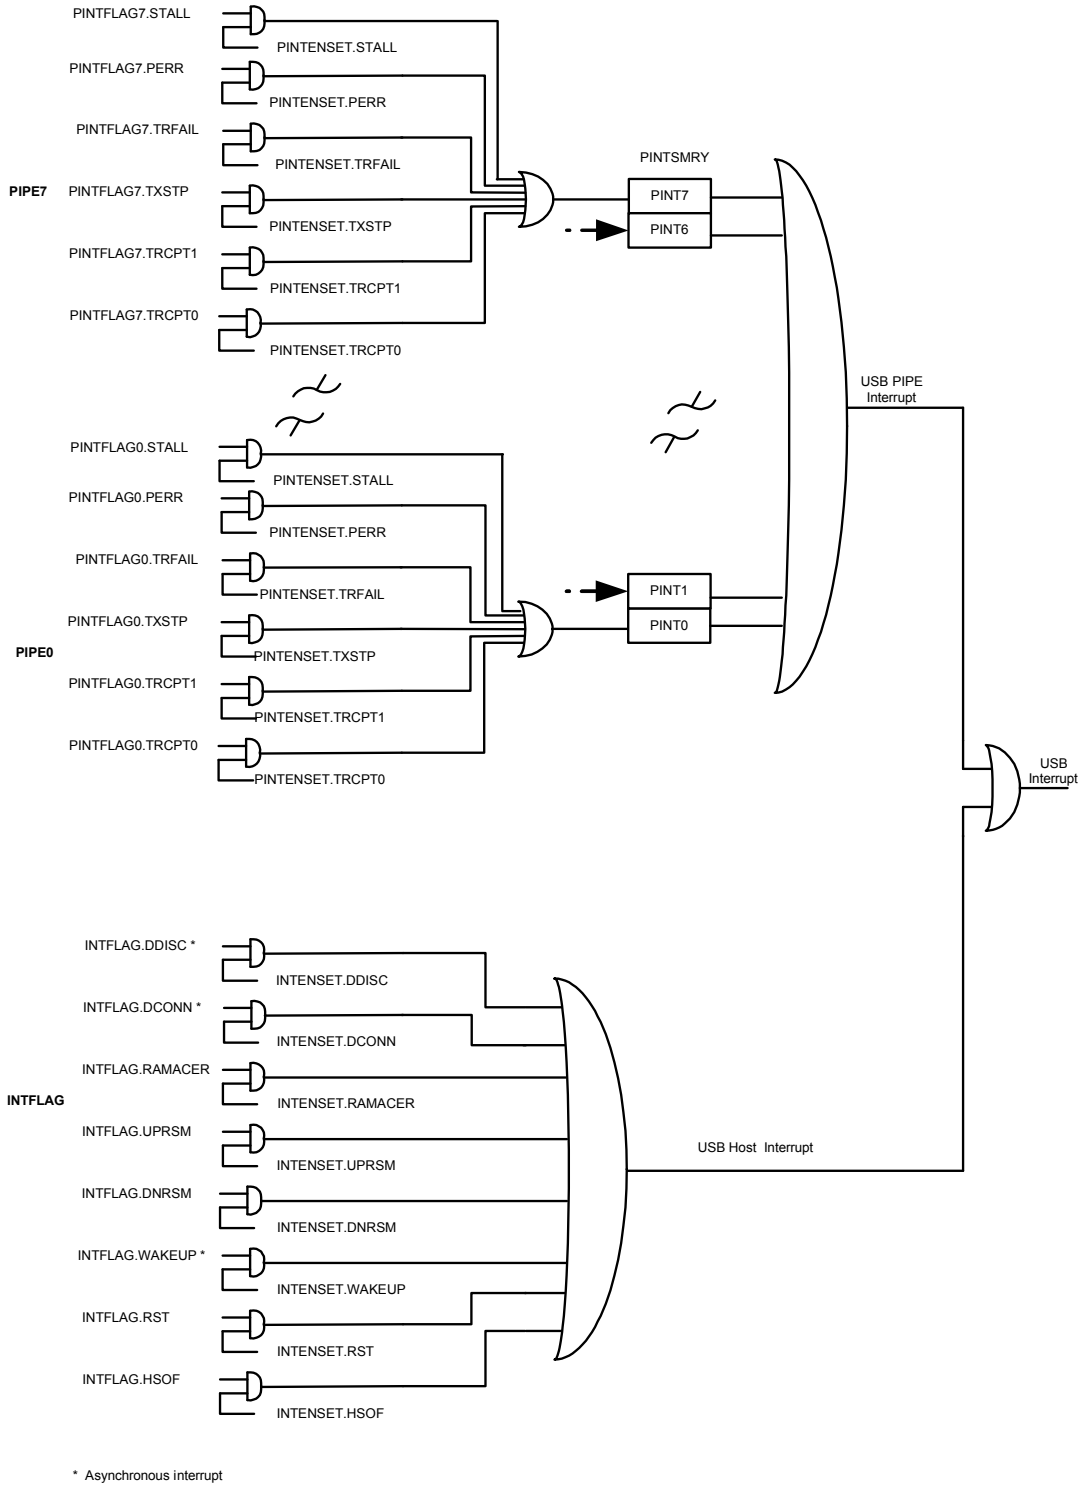 PINTFLAG7.STALL
PINTENSET.STALL
PINTFLAG7.PERR
PINTENSET.PERR
PINTFLAG7.TRFAIL
PINTENSET.TRFAIL
PINTSMRY
PIPE7
PINTFLAG7.TXSTP
PINT7
PINTENSET.TXSTP
PINT6
PINTFLAG7.TRCPT1
PINTENSET.TRCPT1
PINTFLAG7.TRCPT0
PINTENSET.TRCPT0
USB PIPE
Interrupt
PINTFLAG0.STALL
PINTENSET.STALL
PINTFLAG0.PERR
PINTENSET.PERR
PINTFLAG0.TRFAIL
PINTENSET.TRFAIL
PINT1
PINTFLAG0.TXSTP
PINT0
PIPE0
PINTENSET.TXSTP
PINTFLAG0.TRCPT1
PINTENSET.TRCPT1
PINTFLAG0.TRCPT0
PINTENSET.TRCPT0
USB
Interrupt
INTFLAG.DDISC *
INTENSET.DDISC
INTFLAG.DCONN *
INTENSET.DCONN
INTFLAG.RAMACER
INTFLAG
INTENSET.RAMACER
INTFLAG.UPRSM
USB Host Interrupt
INTENSET.UPRSM
INTFLAG.DNRSM
INTENSET.DNRSM
INTFLAG.WAKEUP *
INTENSET.WAKEUP
INTFLAG.RST
INTENSET.RST
INTFLAG.HSOF
INTENSET.HSOF
* Asynchronous interrupt